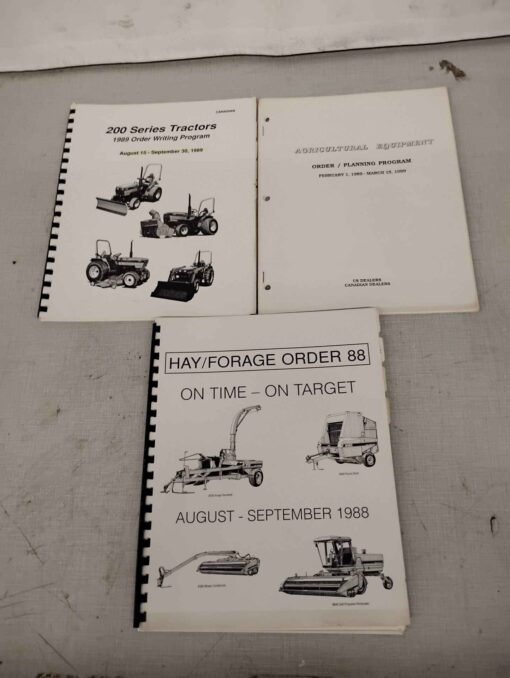 CANADIAN
200 Series Tractors
1989 Order Writing Program
August 15 - September 30, 1989
AGRICULTURAL EQUIPMENT
ORDER / PLANNING PROGRAM
FEBRUARY 1, 1989 - MARCH 15, 1989
US DEALERS
CANADIAN DEALERS
HAY/FORAGE ORDER 88
ON TIME – ON TARGET
AUGUST - SEPTEMBER 1988